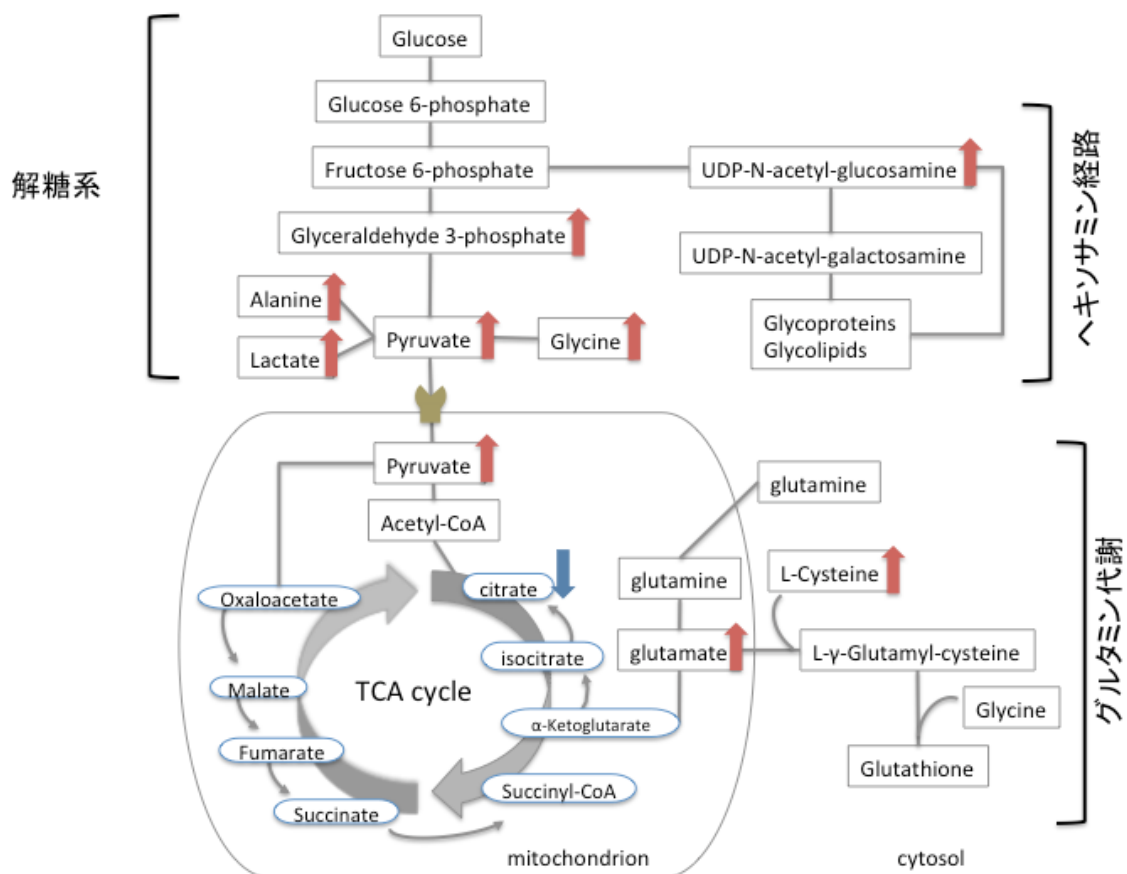 解糖系
Glucose
Glucose 6-phosphate
Fructose 6-phosphate
Glyceraldehyde 3-phosphate
Alanine
Lactate
Pyruvate
Glycine
UDP-N-acetyl-glucosamine
UDP-N-acetyl-galactosamine
Glycoproteins
Glycolipids
ヘキソサミン経路
Pyruvate
Acetyl-CoA
citrate
isocitrate
α-Ketoglutarate
Succinyl-CoA
Succinate
Fumarate
Malate
Oxaloacetate
TCA cycle
mitochondrion
glutamine
glutamine
glutamate
L-Cysteine
L-γ-Glutamyl-cysteine
Glycine
Glutathione
cytosol
グルタミン代謝